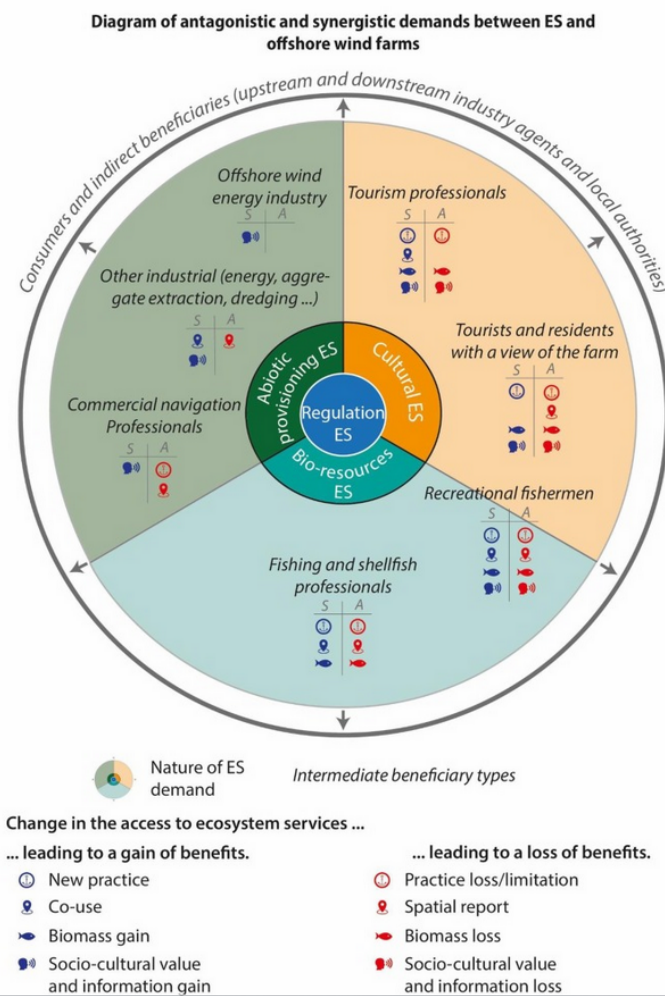 Diagram of antagonistic and synergistic demands between ES and
offshore wind farms
Consumers and indirect beneficiaries (upstream and downstream industry agents and local authorities)
Offshore wind
energy industry
S A
Tourism professionals
S A
Other industrial (energy, aggre-
gate extraction, dredging ...)
S A
Tourists and residents
with a view of the farm
S A
Commercial navigation
Professionals
S A
Abiotic
provisioning ES
Cultural ES
Regulation
ES
Bio-resources
ES
Recreational fishermen
S A
Fishing and shellfish
professionals
S A
Nature of ES
demand
Intermediate beneficiary types
Change in the access to ecosystem services ...
... leading to a gain of benefits.
New practice
Co-use
Biomass gain
Socio-cultural value
and information gain
... leading to a loss of benefits.
Practice loss/limitation
Spatial report
Biomass loss
Socio-cultural value
and information loss